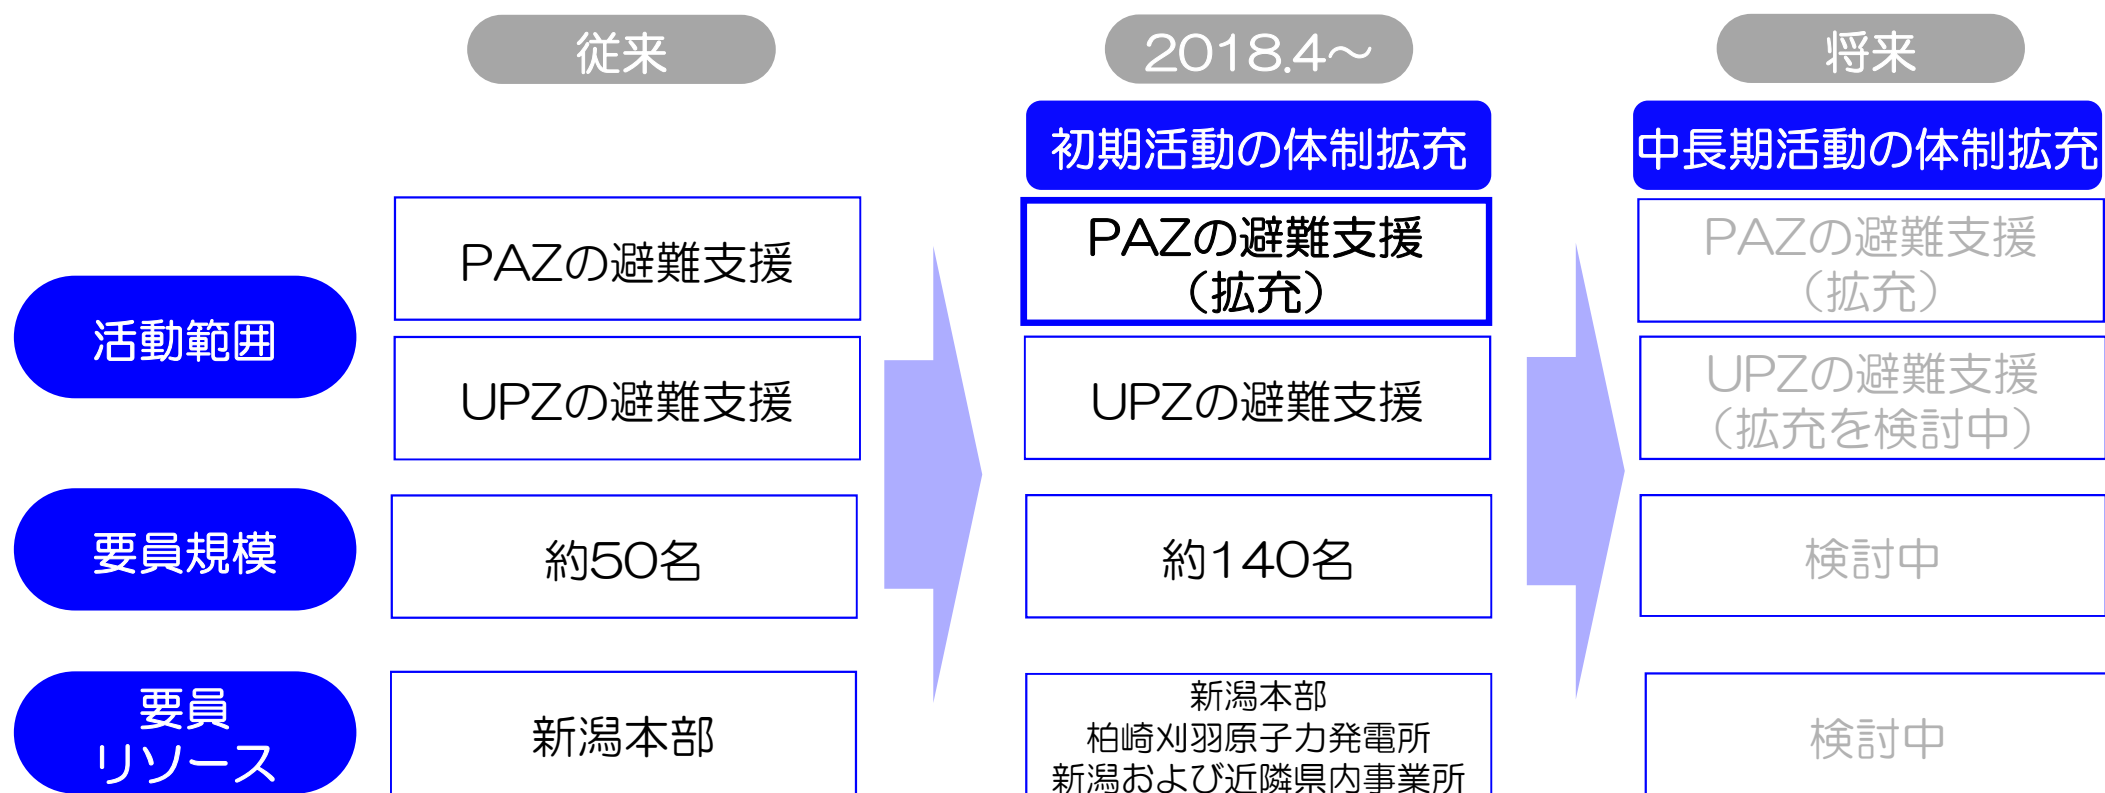 従来
2018.4～
将来
初期活動の体制拡充
中長期活動の体制拡充
活動範囲
PAZの避難支援
PAZの避難支援
（拡充）
PAZの避難支援
（拡充）
UPZの避難支援
UPZの避難支援
UPZの避難支援
（拡充を検討中）
要員規模
約50名
約140名
検討中
要員
リソース
新潟本部
新潟本部
柏崎刈羽原子力発電所
新潟および近隣県内事業所
検討中